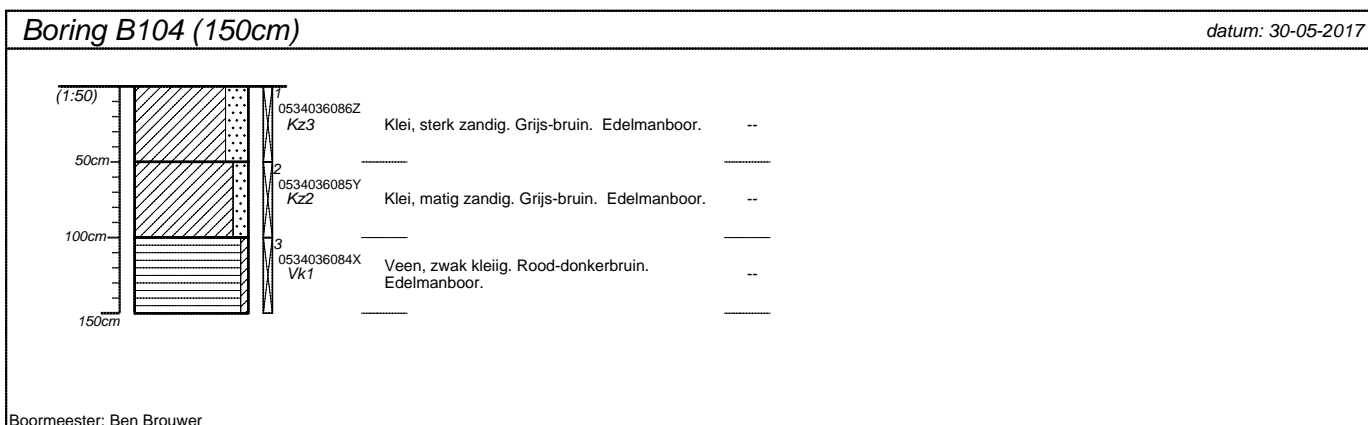 Boring B104 (150cm)
datum: 30-05-2017
(1:50)
1
0534036086Z
Kz3
Klei, sterk zandig. Grijs-bruin. Edelmanboor.
--
50cm
2
0534036085Y
Kz2
Klei, matig zandig. Grijs-bruin. Edelmanboor.
--
100cm
3
0534036084X
Vk1
Veen, zwak kleiig. Rood-donkerbruin.
Edelmanboor.
--
150cm
Boormeester: Ben Brouwer